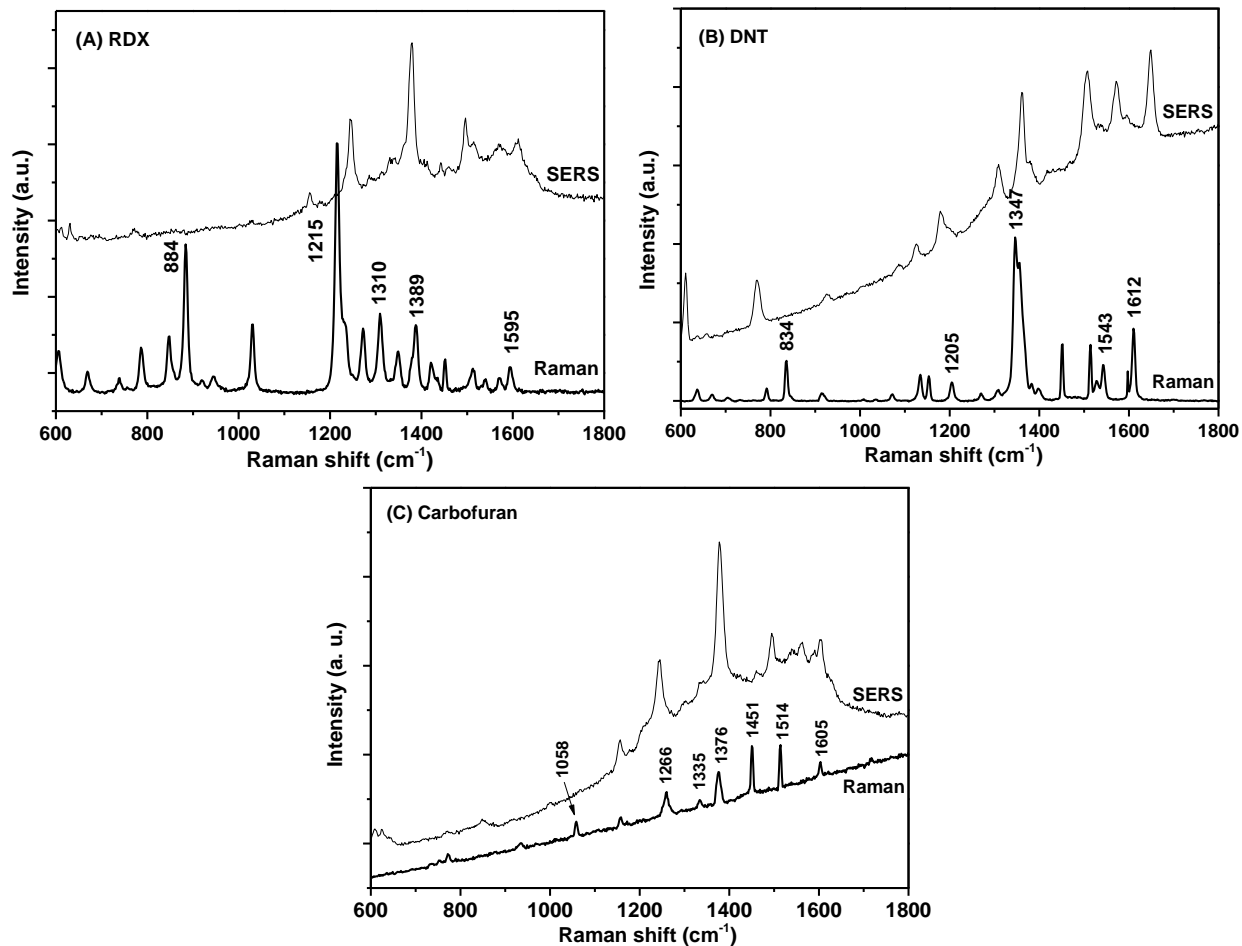 (A) RDX
Intensity (a.u.)
SERS
884
1215
1310
1389
1595
Raman
600 800 1000 1200 1400 1600 1800
Raman shift (cm⁻¹)
(B) DNT
Intensity (a.u.)
SERS
834
1205
1347
1543
1612
Raman
600 800 1000 1200 1400 1600 1800
Raman shift (cm⁻¹)
(C) Carbofuran
Intensity (a. u.)
SERS
1058
1266
1335
1376
1451
1514
1605
Raman
600 800 1000 1200 1400 1600 1800
Raman shift (cm⁻¹)